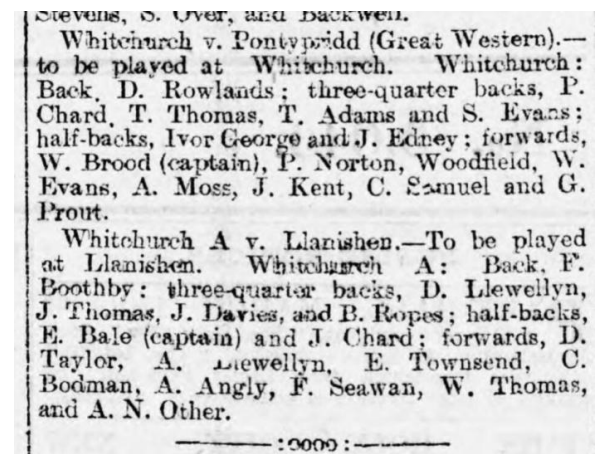 Stevens, S. Over, and Backwell.
Whitchurch v. Pontypridd (Great Western).—
to be played at Whitchurch. Whitchurch:
Back, D. Rowlands; three-quarter backs, P.
Chard, T. Thomas, T. Adams and S. Evans;
half-backs, Ivor George and J. Edney; forwards,
W. Brood (captain), P. Norton, Woodfield, W.
Evans, A. Moss, J. Kent, C. Samuel and G.
Prout.
Whitchurch A v. Llanishen.—To be played
at Llanishen. Whitchurch A: Back, F.
Boothby: three-quarter backs, D. Llewellyn,
J. Thomas, J. Davies, and B. Ropes; half-backs,
E. Bale (captain) and J. Chard; forwards, D.
Taylor, A. Llewellyn, E. Townsend, C.
Bodman, A. Angly, F. Seawan, W. Thomas,
and A. N. Other.
:oooo: